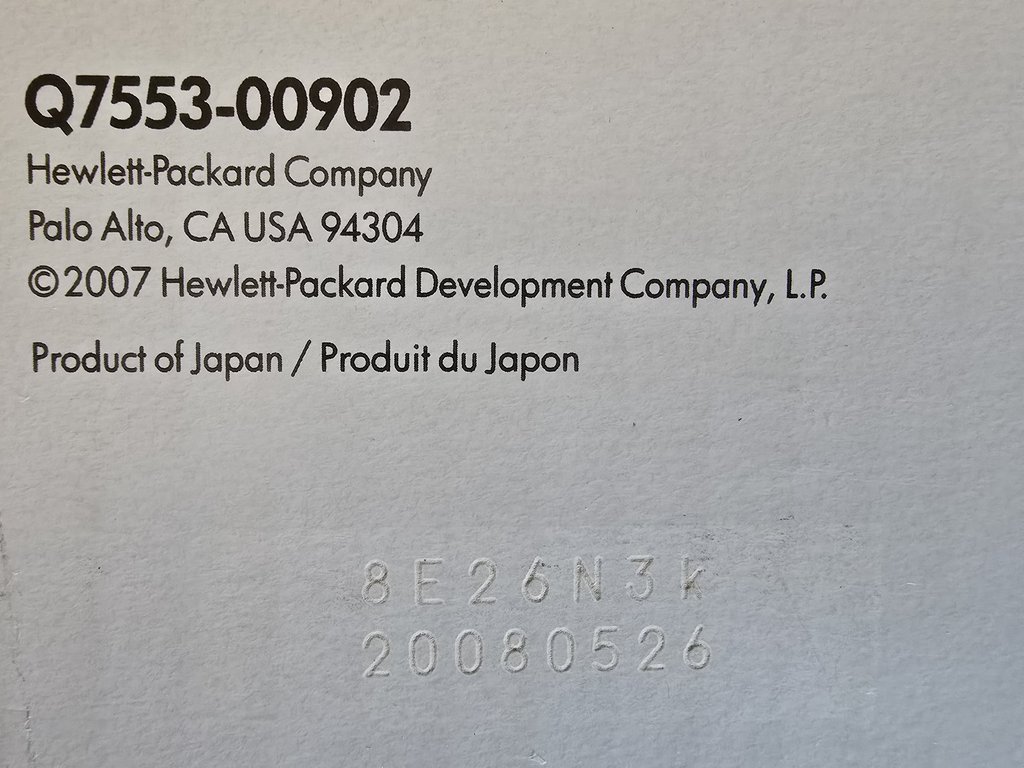 Q7553-00902
Hewlett-Packard Company
Palo Alto, CA USA 94304
©2007 Hewlett-Packard Development Company, L.P.
Product of Japan / Produit du Japon
8E26N3k
20080526